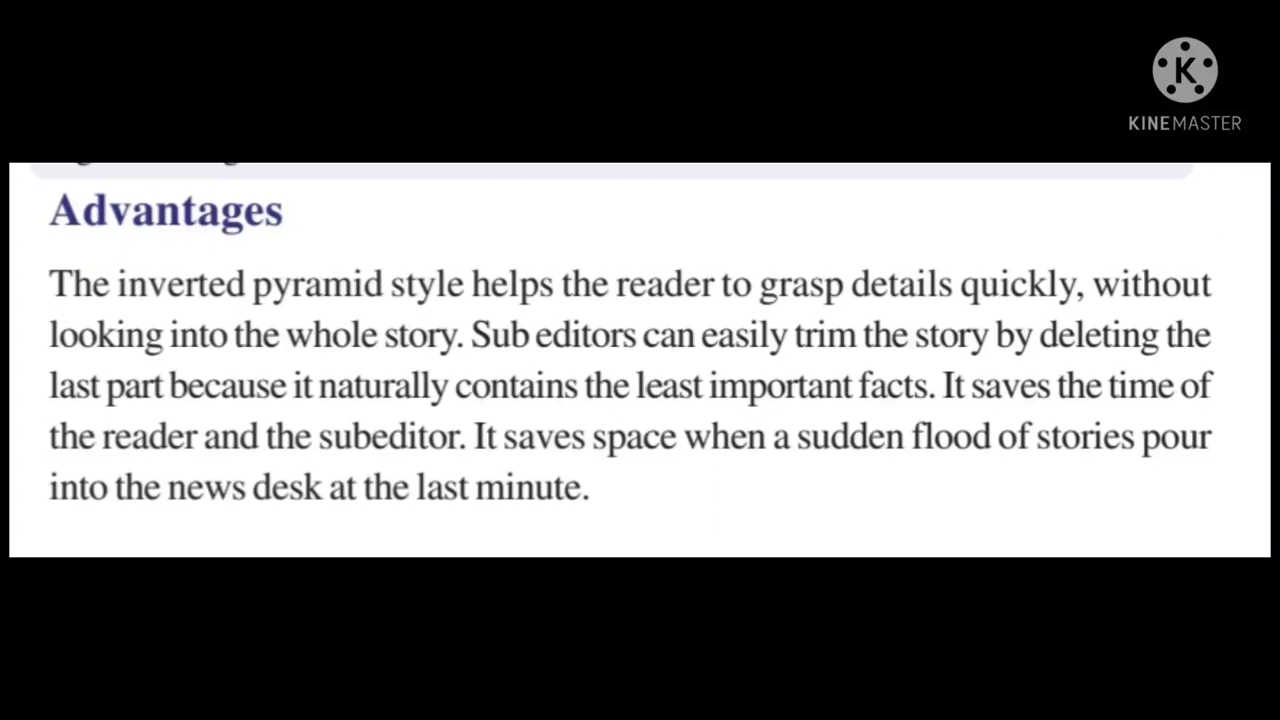 K
KINEMASTER
Advantages
The inverted pyramid style helps the reader to grasp details quickly, without
looking into the whole story. Sub editors can easily trim the story by deleting the
last part because it naturally contains the least important facts. It saves the time of
the reader and the subeditor. It saves space when a sudden flood of stories pour
into the news desk at the last minute.